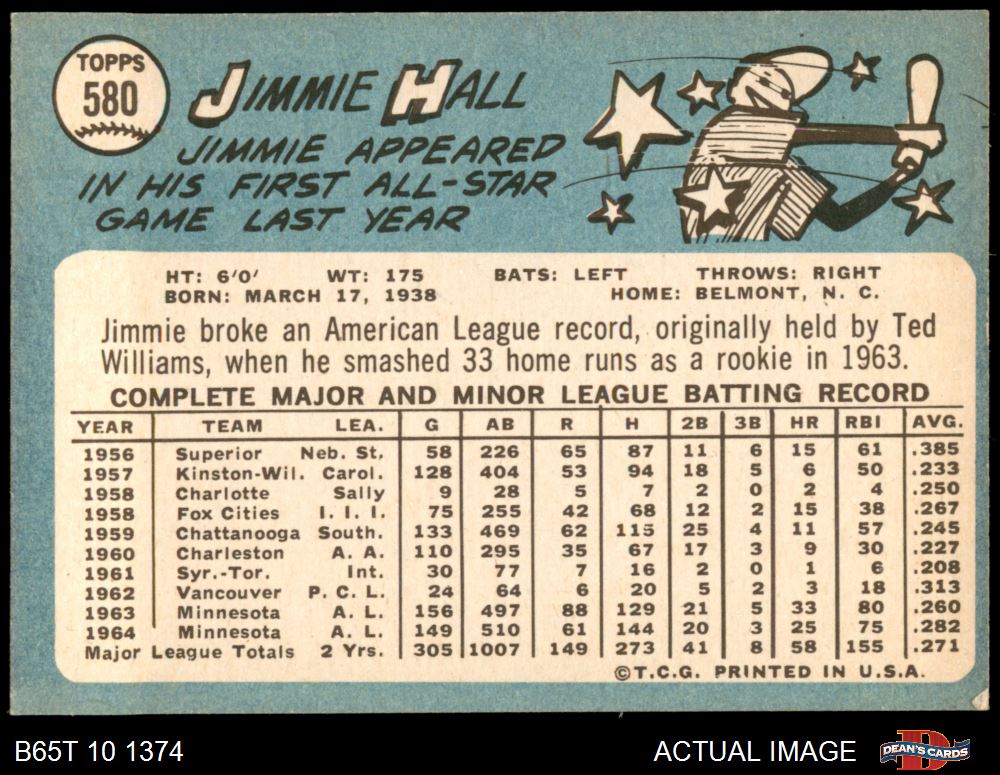 TOPPS
580
JIMMIE HALL
JIMMIE APPEARED
IN HIS FIRST ALL-STAR
GAME LAST YEAR
HT: 6'0' WT: 175 BATS: LEFT THROWS: RIGHT
BORN: MARCH 17, 1938 HOME: BELMONT, N. C.
Jimmie broke an American League record, originally held by Ted
Williams, when he smashed 33 home runs as a rookie in 1963.
COMPLETE MAJOR AND MINOR LEAGUE BATTING RECORD
YEAR TEAM LEA. G AB R H 2B 3B HR RBI AVG.
1956 Superior Neb. St. 58 226 65 87 11 6 15 61 .385
1957 Kinston-Wil. Carol. 128 404 53 94 18 5 6 50 .233
1958 Charlotte Sally 9 28 5 7 2 0 2 4 .250
1958 Fox Cities I. I. I. 75 255 42 68 12 2 15 38 .267
1959 Chattanooga South. 133 469 62 115 25 4 11 57 .245
1960 Charleston A. A. 110 295 35 67 17 3 9 30 .227
1961 Syr.-Tor. Int. 30 77 7 16 2 0 1 6 .208
1962 Vancouver P. C. L. 24 64 6 20 5 2 3 18 .313
1963 Minnesota A. L. 156 497 88 129 21 5 33 80 .260
1964 Minnesota A. L. 149 510 61 144 20 3 25 75 .282
Major League Totals 2 Yrs. 305 1007 149 273 41 8 58 155 .271
©T.C.G. PRINTED IN U.S.A.
B65T 10 1374 ACTUAL IMAGE DEAN'S CARDS